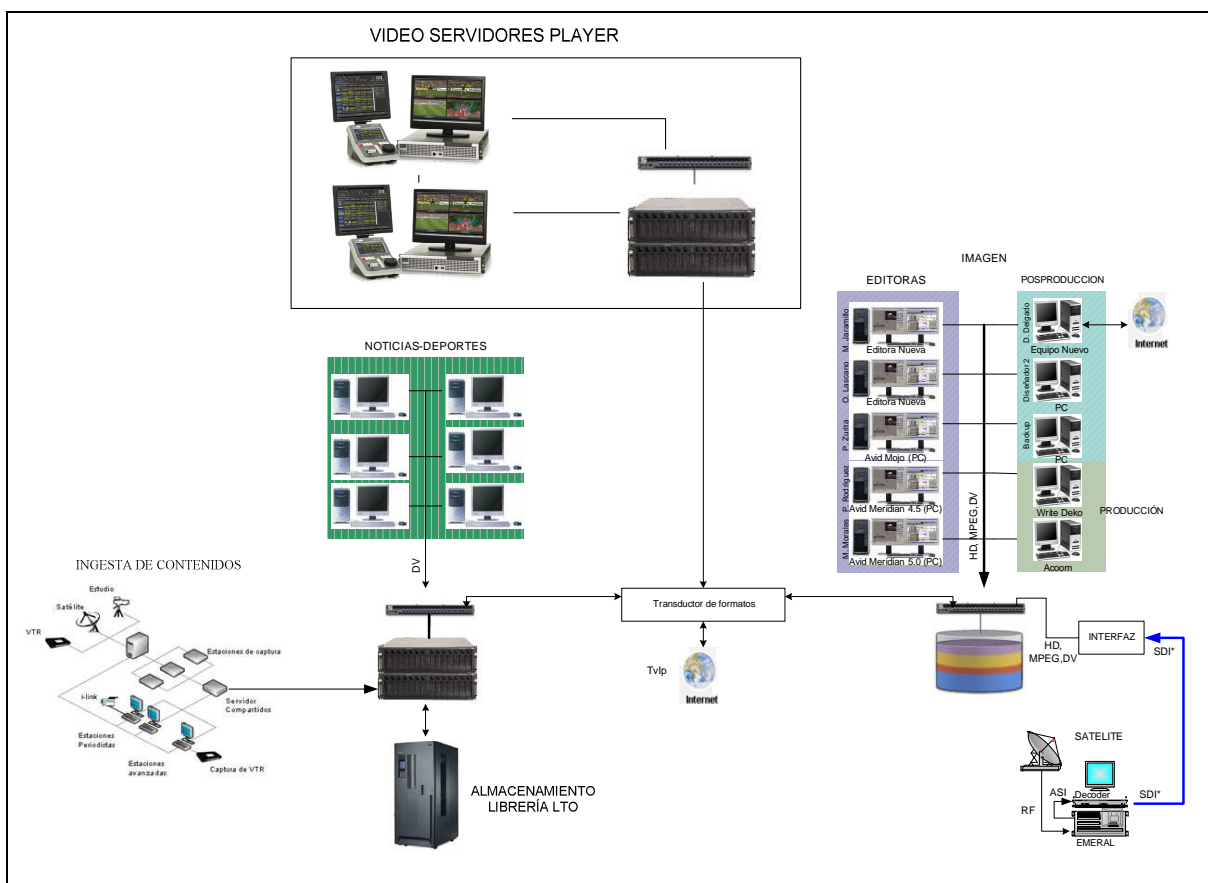 VIDEO SERVIDORES PLAYER
IMAGEN
EDITORAS
POSPRODUCCION
M. Jaramillo
Editora Nueva
D. Delgado
Equipo Nuevo
Internet
O. Lascano
Editora Nueva
Diseñador 2
PC
P. Zurita
Avid Mojo (PC)
Backup
PC
P. Rodriguez
Avid Meridian 4.5 (PC)
Write Deko
PRODUCCIÓN
M. Morales
Avid Meridian 5.0 (PC)
Acoom
HD, MPEG, DV
NOTICIAS-DEPORTES
DV
INGESTA DE CONTENIDOS
Estudio
Satélite
VTR
Estaciones de captura
i-link
Servidor
Compartidos
Estaciones
Periodistas
Estaciones
avanzadas
Captura de VTR
Transductor de formatos
TvIp
Internet
ALMACENAMIENTO
LIBRERÍA LTO
HD,
MPEG,DV
INTERFAZ
SDI*
SATELITE
RF
ASI
Decoder
SDI*
EMERAL